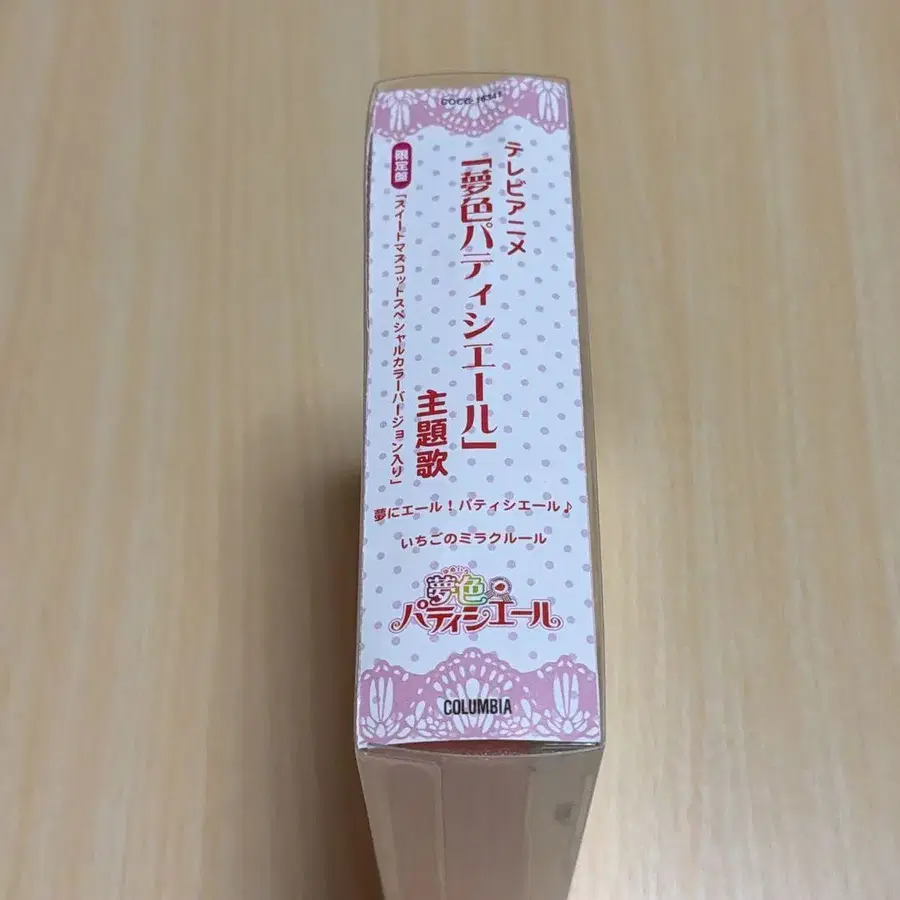 COCC-16341
テレビアニメ
「夢色パティシエール」
主題歌
限定盤
「スイートマスコットスペシャルカラーバージョン入り」
夢にエール！パティシエール♪
いちごのミラクルール
夢色
パティシエール
COLUMBIA